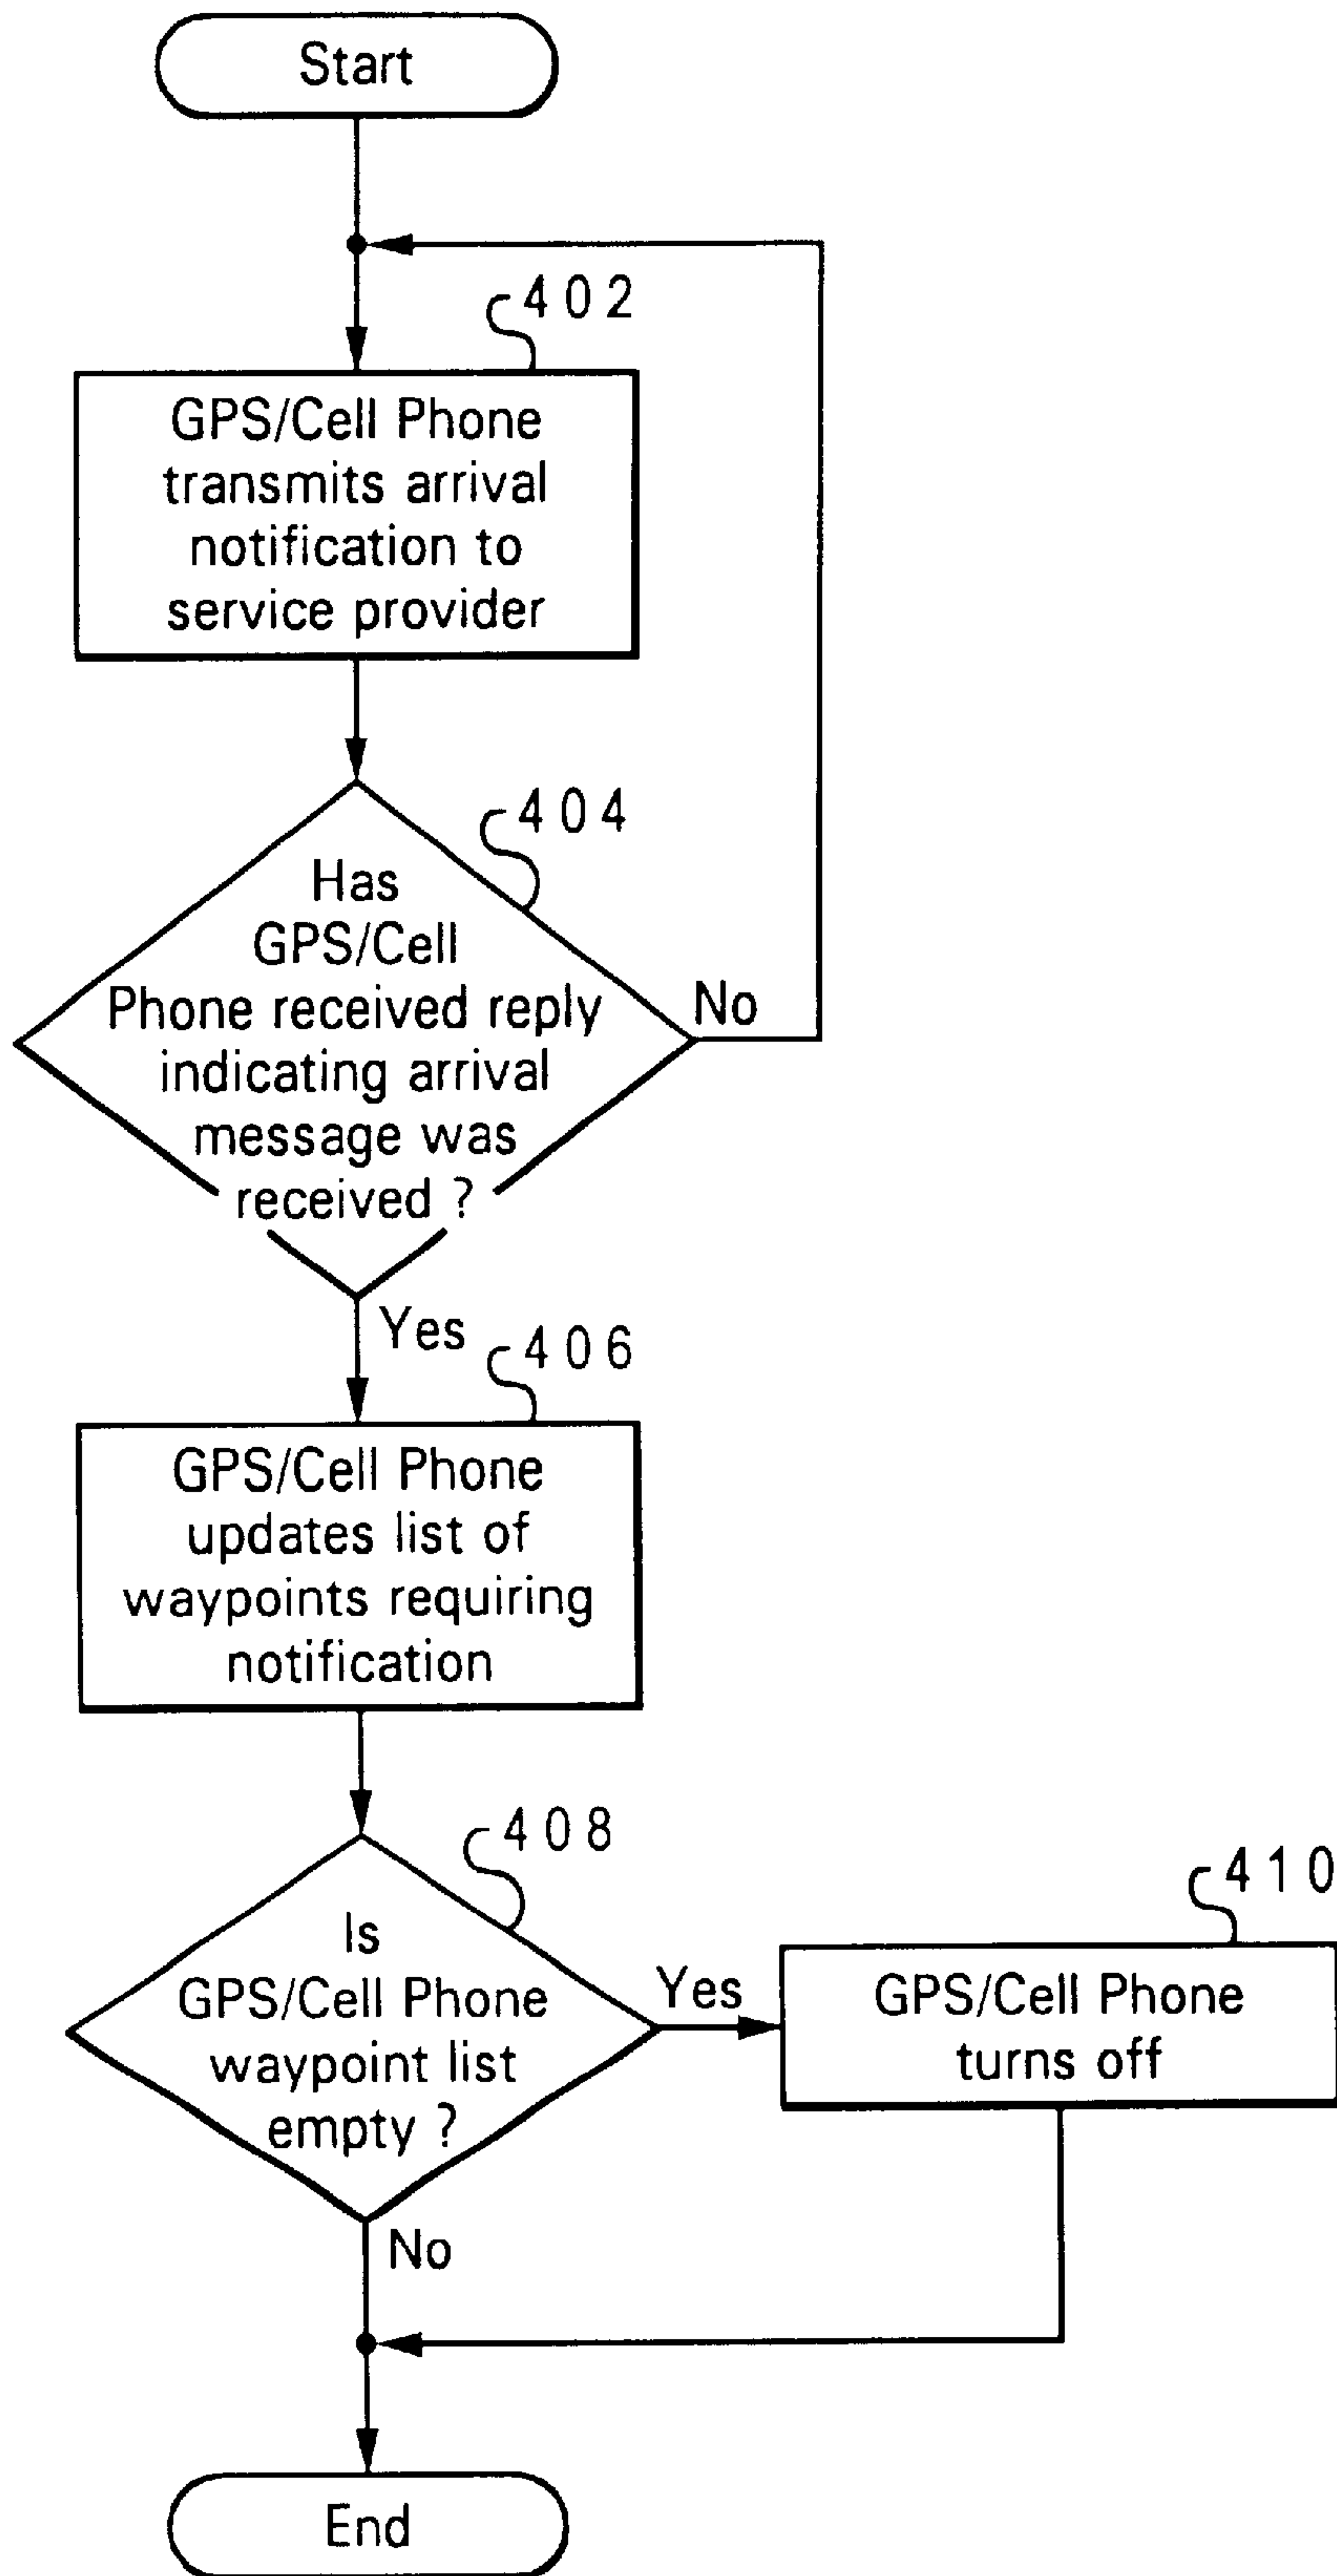 Start
402
GPS/Cell Phone
transmits arrival
notification to
service provider
404
Has
GPS/Cell
Phone received reply
indicating arrival
message was
received ?
No
Yes
406
GPS/Cell Phone
updates list of
waypoints requiring
notification
408
Is
GPS/Cell Phone
waypoint list
empty ?
Yes
410
GPS/Cell Phone
turns off
No
End